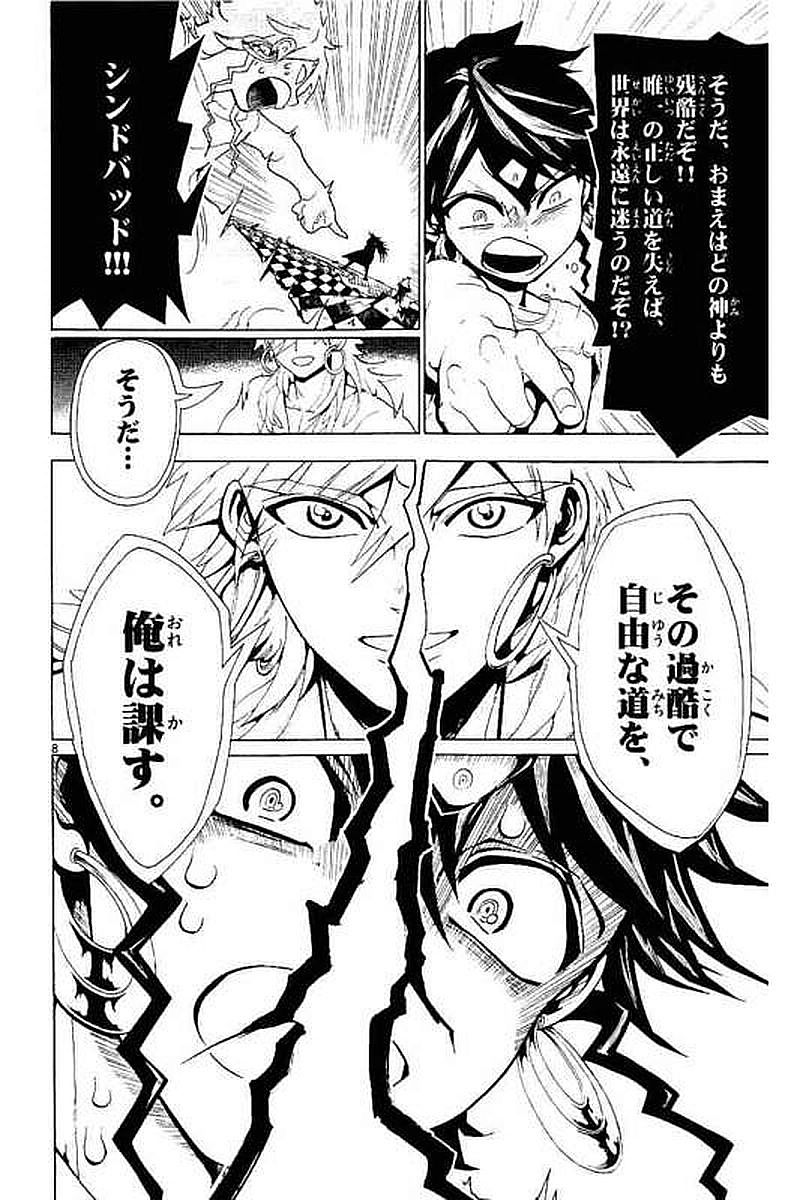 そうだ、おまえはどの神よりも
残酷だぞ!!
唯一の正しい道を失えば、
世界は永遠に迷うのだぞ!?
シンドバッド!!!
そうだ…
その過酷で
自由な道を、
俺は課す。
8